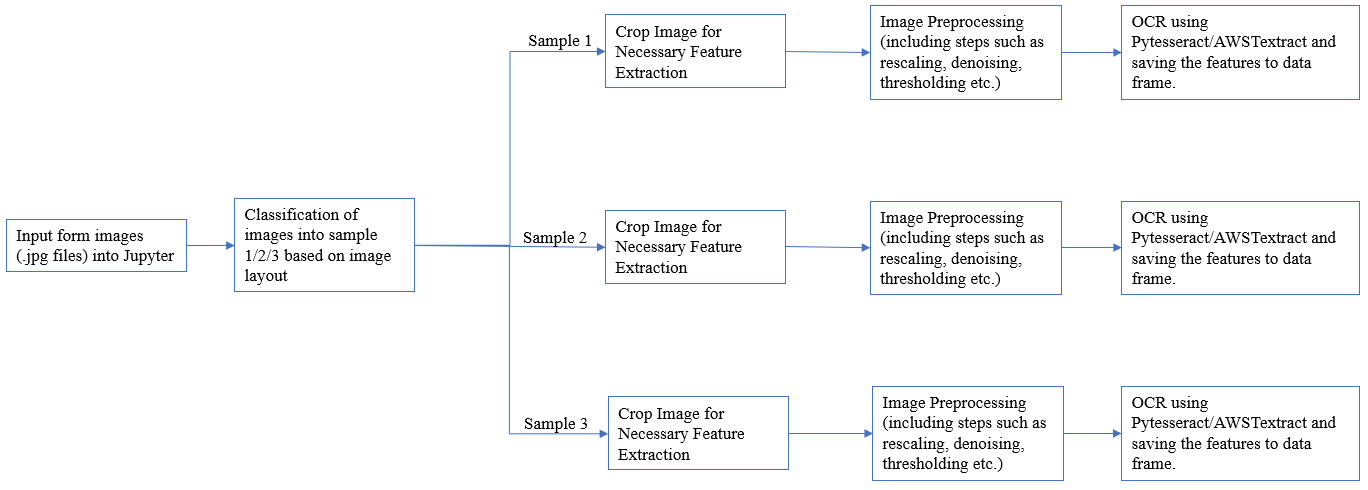 Input form images
(.jpg files) into Jupyter
Classification of
images into sample
1/2/3 based on image
layout
Sample 1
Crop Image for
Necessary Feature
Extraction
Image Preprocessing
(including steps such as
rescaling, denoising,
thresholding etc.)
OCR using
Pytesseract/AWSTextract and
saving the features to data
frame.
Sample 2
Crop Image for
Necessary Feature
Extraction
Image Preprocessing
(including steps such as
rescaling, denoising,
thresholding etc.)
OCR using
Pytesseract/AWSTextract and
saving the features to data
frame.
Sample 3
Crop Image for
Necessary Feature
Extraction
Image Preprocessing
(including steps such as
rescaling, denoising,
thresholding etc.)
OCR using
Pytesseract/AWSTextract and
saving the features to data
frame.